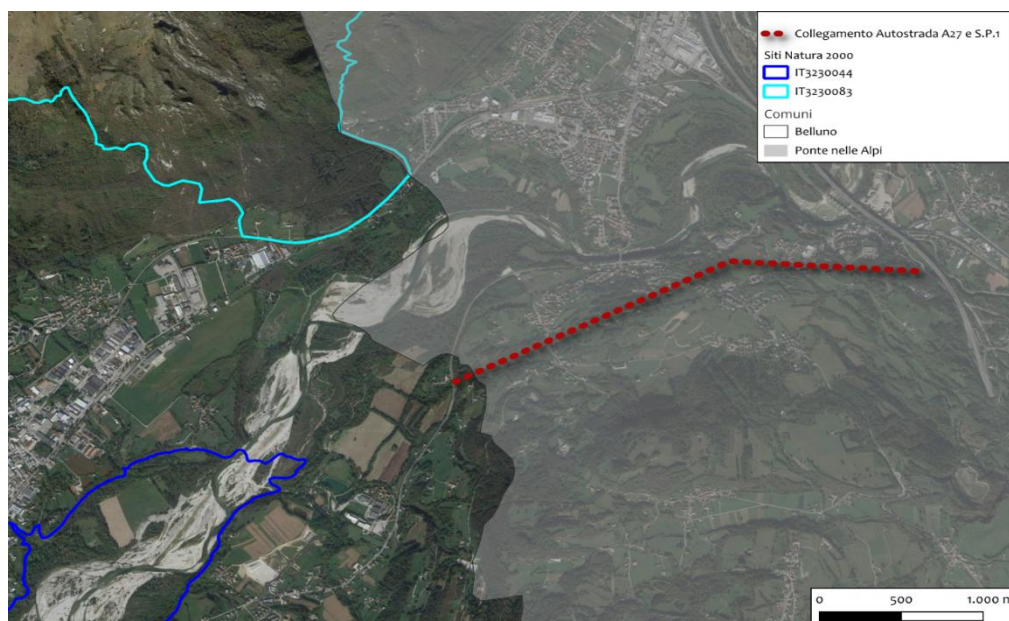 Collegamento Autostrada A27 e S.P.1
Siti Natura 2000
IT3230044
IT3230083
Comuni
Belluno
Ponte nelle Alpi
0 500 1.000 m